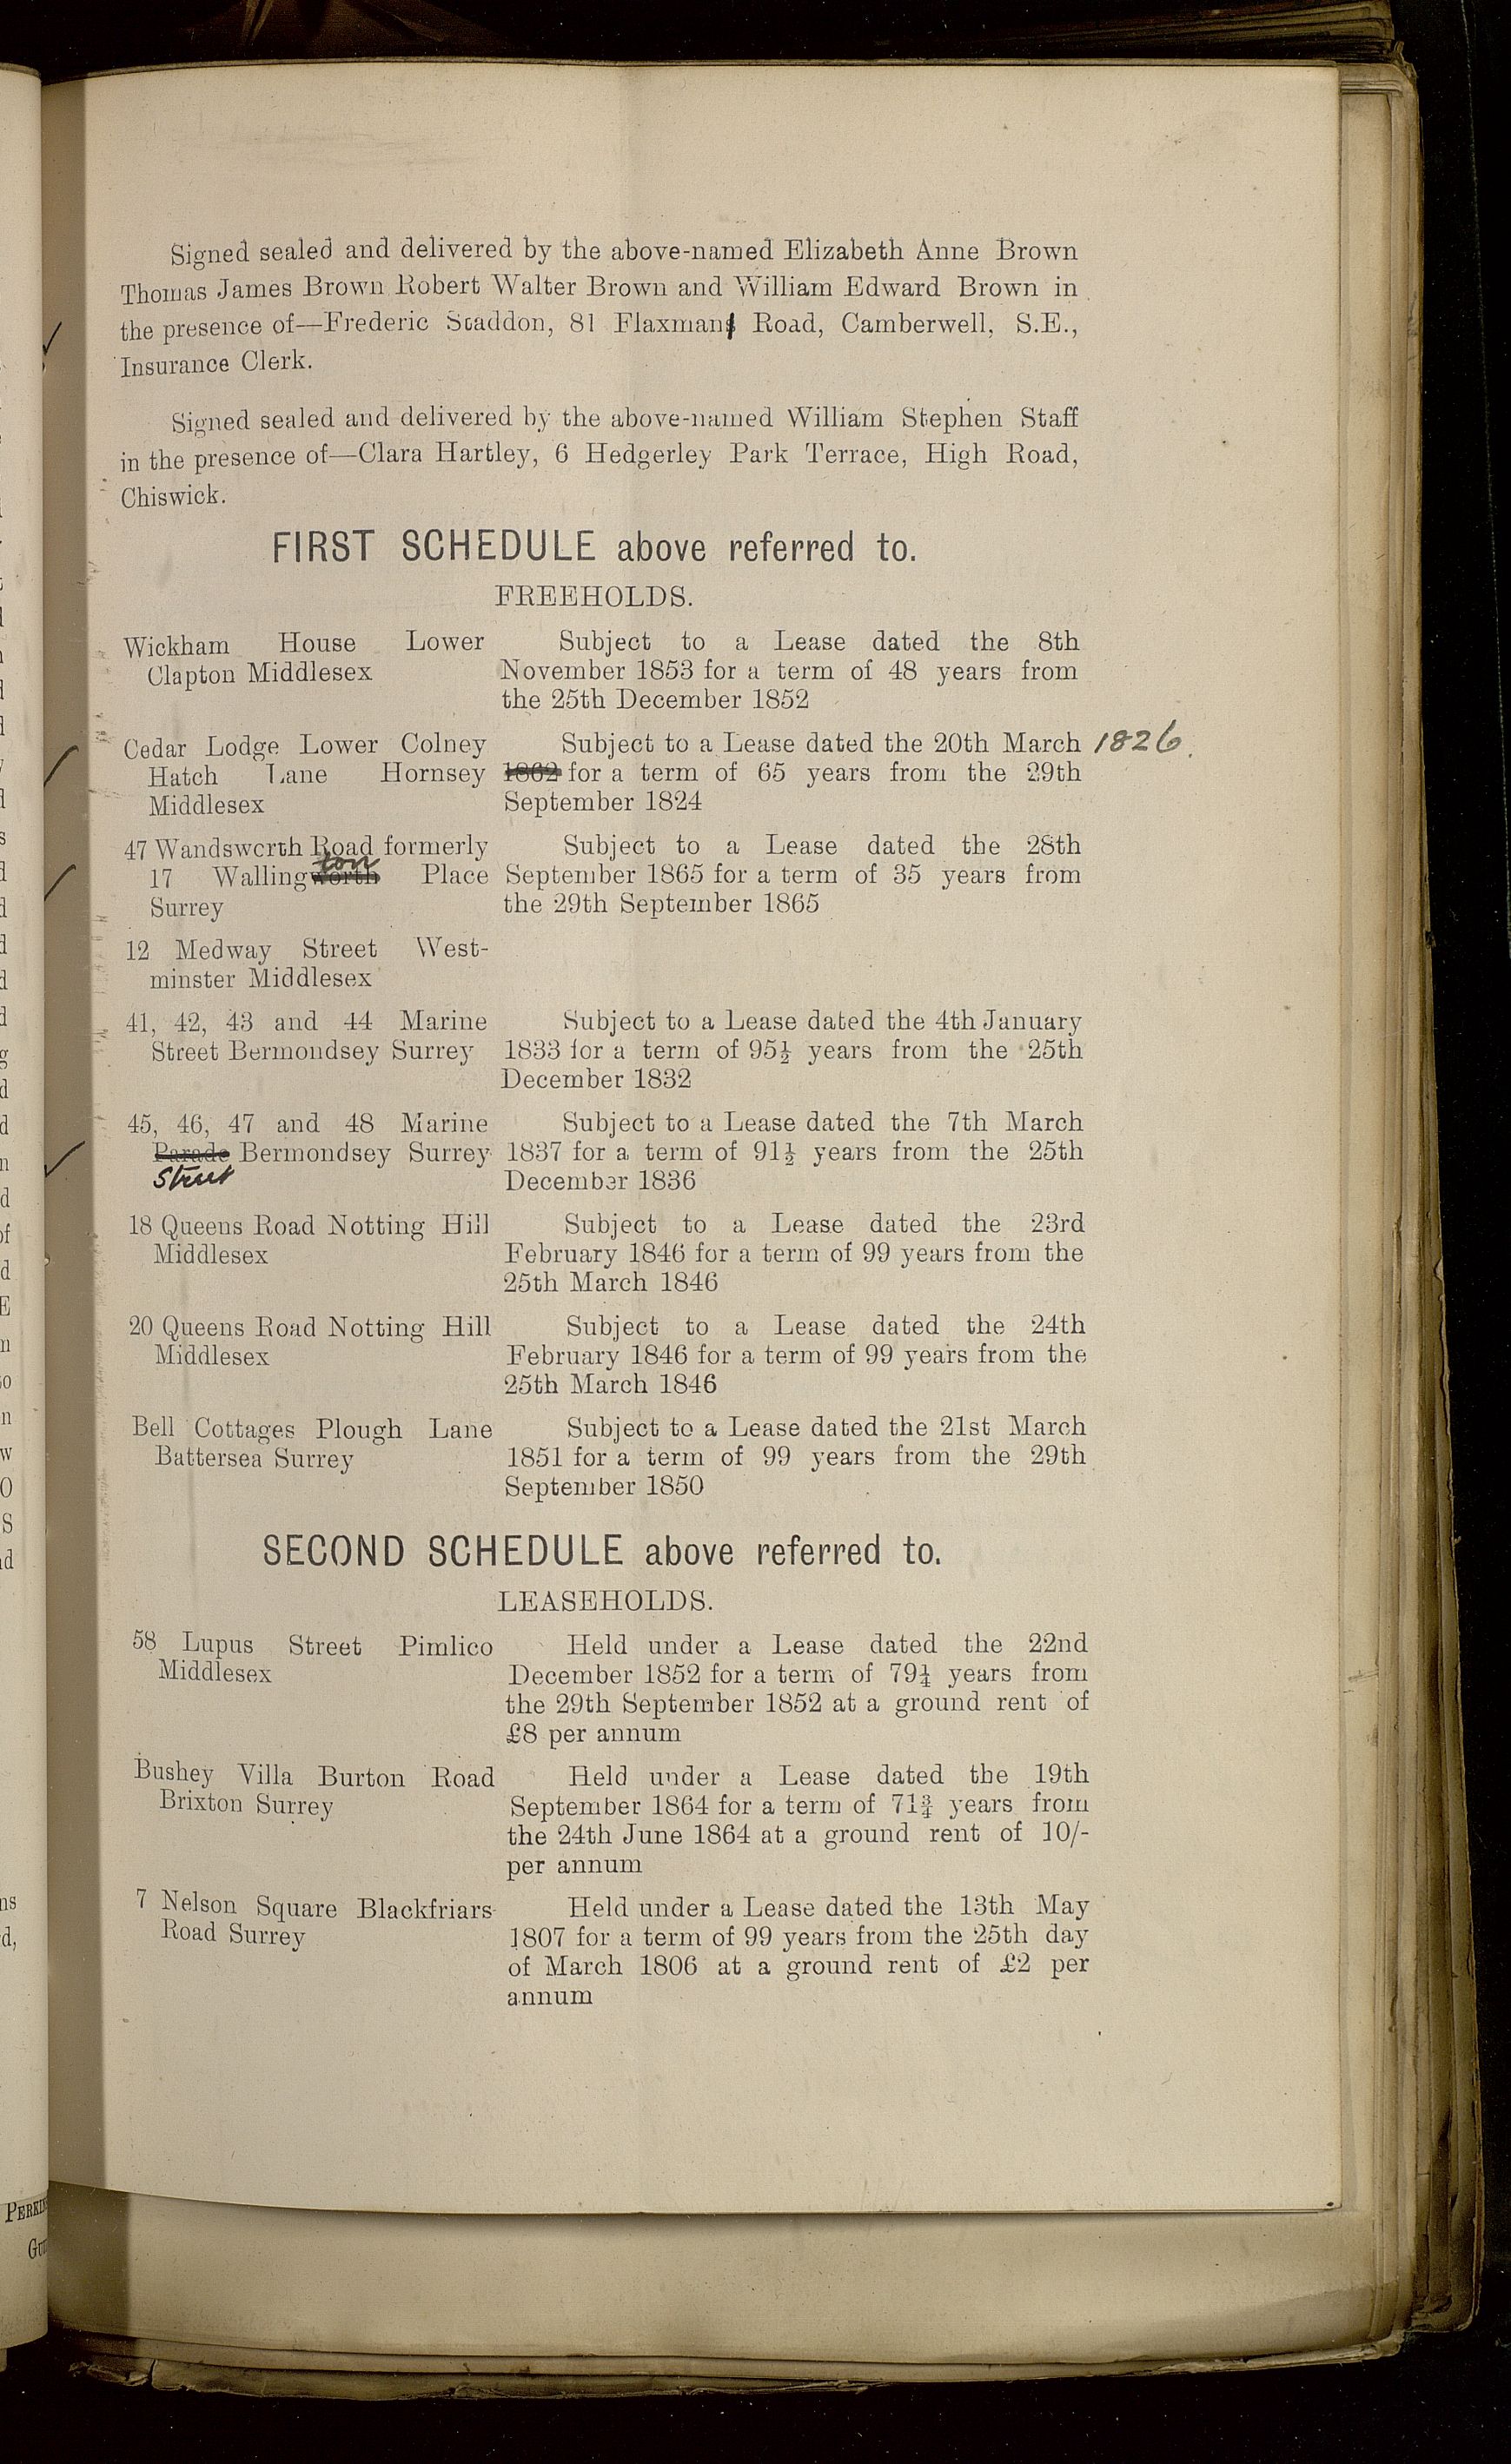 Signed sealed and delivered by the above-named Elizabeth Anne Brown
Thomas James Brown Robert Walter Brown and William Edward Brown in
the presence of—Frederic Staddon, 81 Flaxman Road, Camberwell, S.E.,
Insurance Clerk.
Signed sealed and delivered by the above-named William Stephen Staff
in the presence of—Clara Hartley, 6 Hedgerley Park Terrace, High Road,
Chiswick.
FIRST SCHEDULE above referred to.
FREEHOLDS.
Wickham House Lower
Clapton Middlesex
Subject to a Lease dated the 8th
November 1853 for a term of 48 years from
the 25th December 1852
Cedar Lodge Lower Colney
Hatch Lane Hornsey
Middlesex
Subject to a Lease dated the 20th March 1826.
1862 for a term of 65 years from the 29th
September 1824
47 Wandsworth Road formerly
ton
17 Wallingworth Place
Surrey
Subject to a Lease dated the 28th
September 1865 for a term of 35 years from
the 29th September 1865
12 Medway Street West-
minster Middlesex
41, 42, 43 and 44 Marine
Street Bermondsey Surrey
Subject to a Lease dated the 4th January
1833 for a term of 95½ years from the 25th
December 1832
45, 46, 47 and 48 Marine
Parade Bermondsey Surrey
Street
Subject to a Lease dated the 7th March
1837 for a term of 91½ years from the 25th
December 1836
18 Queens Road Notting Hill
Middlesex
Subject to a Lease dated the 23rd
February 1846 for a term of 99 years from the
25th March 1846
20 Queens Road Notting Hill
Middlesex
Subject to a Lease dated the 24th
February 1846 for a term of 99 years from the
25th March 1846
Bell Cottages Plough Lane
Battersea Surrey
Subject to a Lease dated the 21st March
1851 for a term of 99 years from the 29th
September 1850
SECOND SCHEDULE above referred to.
LEASEHOLDS.
58 Lupus Street Pimlico
Middlesex
Held under a Lease dated the 22nd
December 1852 for a term of 79¼ years from
the 29th September 1852 at a ground rent of
£8 per annum
Bushey Villa Burton Road
Brixton Surrey
Held under a Lease dated the 19th
September 1864 for a term of 71¾ years from
the 24th June 1864 at a ground rent of 10/-
per annum
7 Nelson Square Blackfriars
Road Surrey
Held under a Lease dated the 13th May
1807 for a term of 99 years from the 25th day
of March 1806 at a ground rent of £2 per
annum